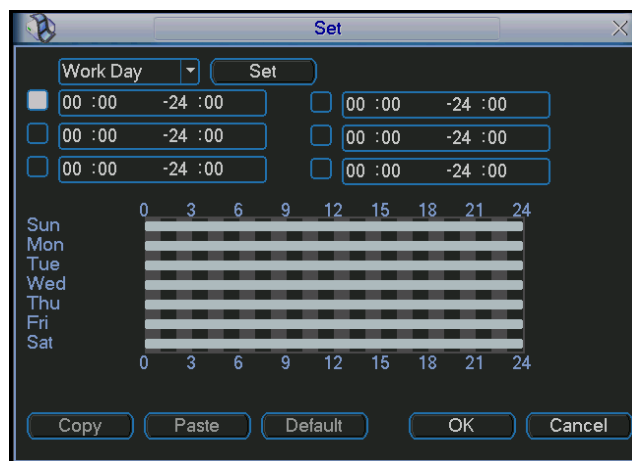 Set
Work Day Set
00 :00 -24 :00 00 :00 -24 :00
00 :00 -24 :00 00 :00 -24 :00
00 :00 -24 :00 00 :00 -24 :00
0 3 6 9 12 15 18 21 24
Sun
Mon
Tue
Wed
Thu
Fri
Sat
0 3 6 9 12 15 18 21 24
Copy Paste Default OK Cancel